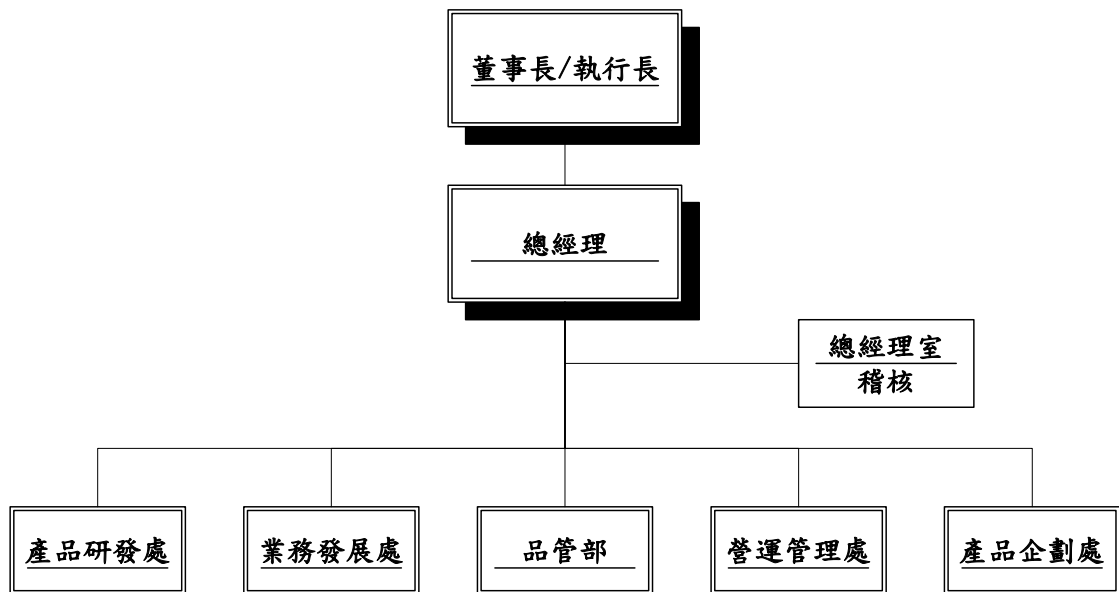 董事長/執行長
總經理
總經理室
稽核
產品研發處
業務發展處
品管部
營運管理處
產品企劃處